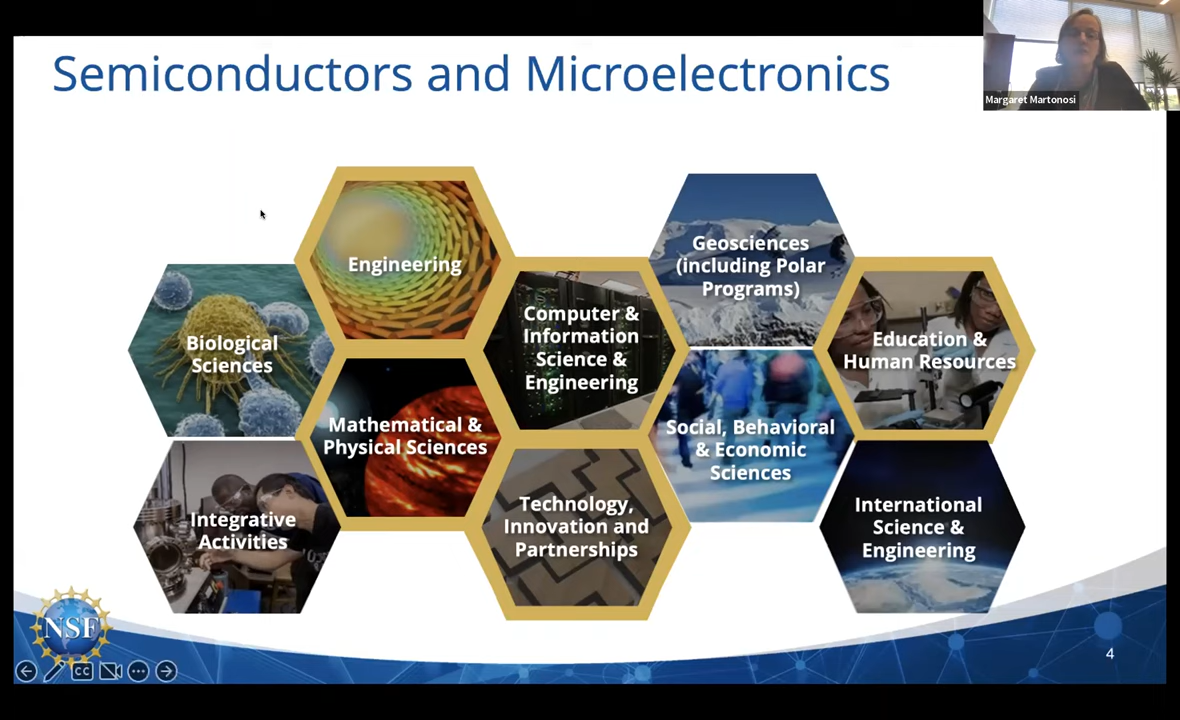 Semiconductors and Microelectronics
Margaret Martonosi
Engineering
Geosciences
(including Polar
Programs)
Biological
Sciences
Computer &
Information
Science &
Engineering
Education &
Human Resources
Mathematical &
Physical Sciences
Social, Behavioral
& Economic
Sciences
Integrative
Activities
Technology,
Innovation and
Partnerships
International
Science &
Engineering
NSF
CC
4